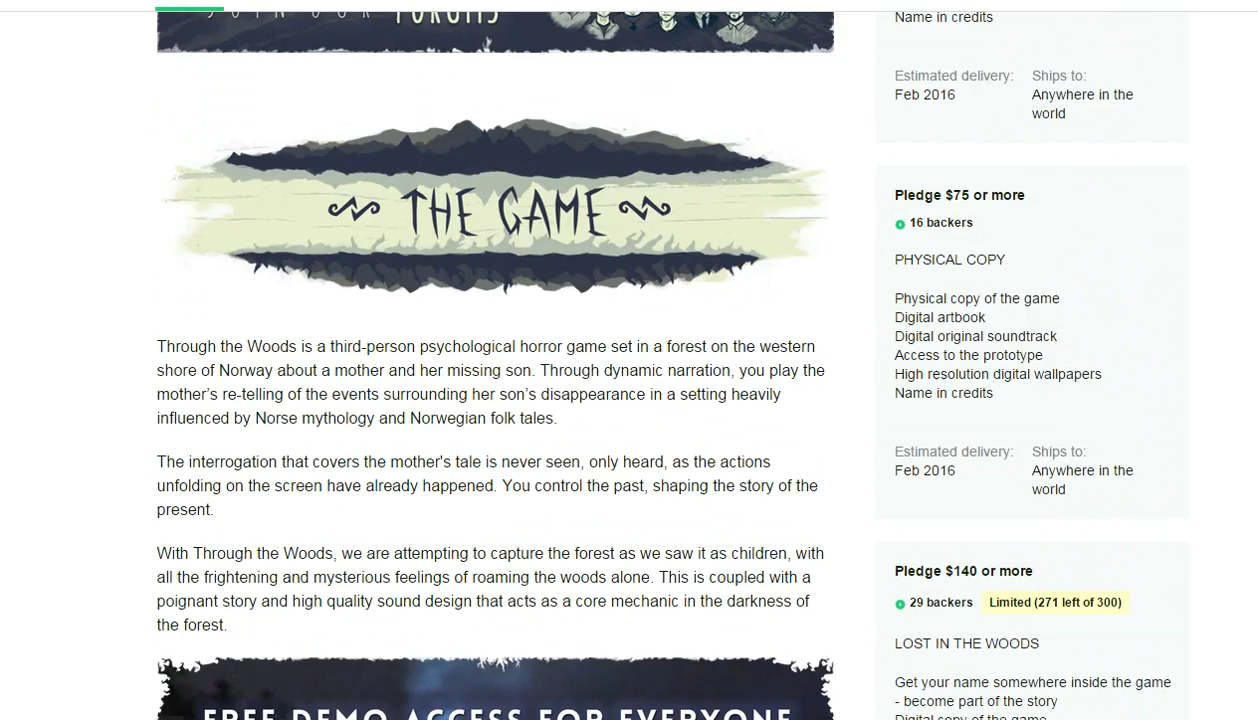 JOIN OUR FORUMS
THE GAME
Through the Woods is a third-person psychological horror game set in a forest on the western
shore of Norway about a mother and her missing son. Through dynamic narration, you play the
mother’s re-telling of the events surrounding her son’s disappearance in a setting heavily
influenced by Norse mythology and Norwegian folk tales.
The interrogation that covers the mother's tale is never seen, only heard, as the actions
unfolding on the screen have already happened. You control the past, shaping the story of the
present.
With Through the Woods, we are attempting to capture the forest as we saw it as children, with
all the frightening and mysterious feelings of roaming the woods alone. This is coupled with a
poignant story and high quality sound design that acts as a core mechanic in the darkness of
the forest.
FREE DEMO ACCESS FOR EVERYONE
Name in credits
Estimated delivery: Ships to:
Feb 2016 Anywhere in the
world
Pledge $75 or more
16 backers
PHYSICAL COPY
Physical copy of the game
Digital artbook
Digital original soundtrack
Access to the prototype
High resolution digital wallpapers
Name in credits
Estimated delivery: Ships to:
Feb 2016 Anywhere in the
world
Pledge $140 or more
29 backers Limited (271 left of 300)
LOST IN THE WOODS
Get your name somewhere inside the game
- become part of the story
Digital copy of the game